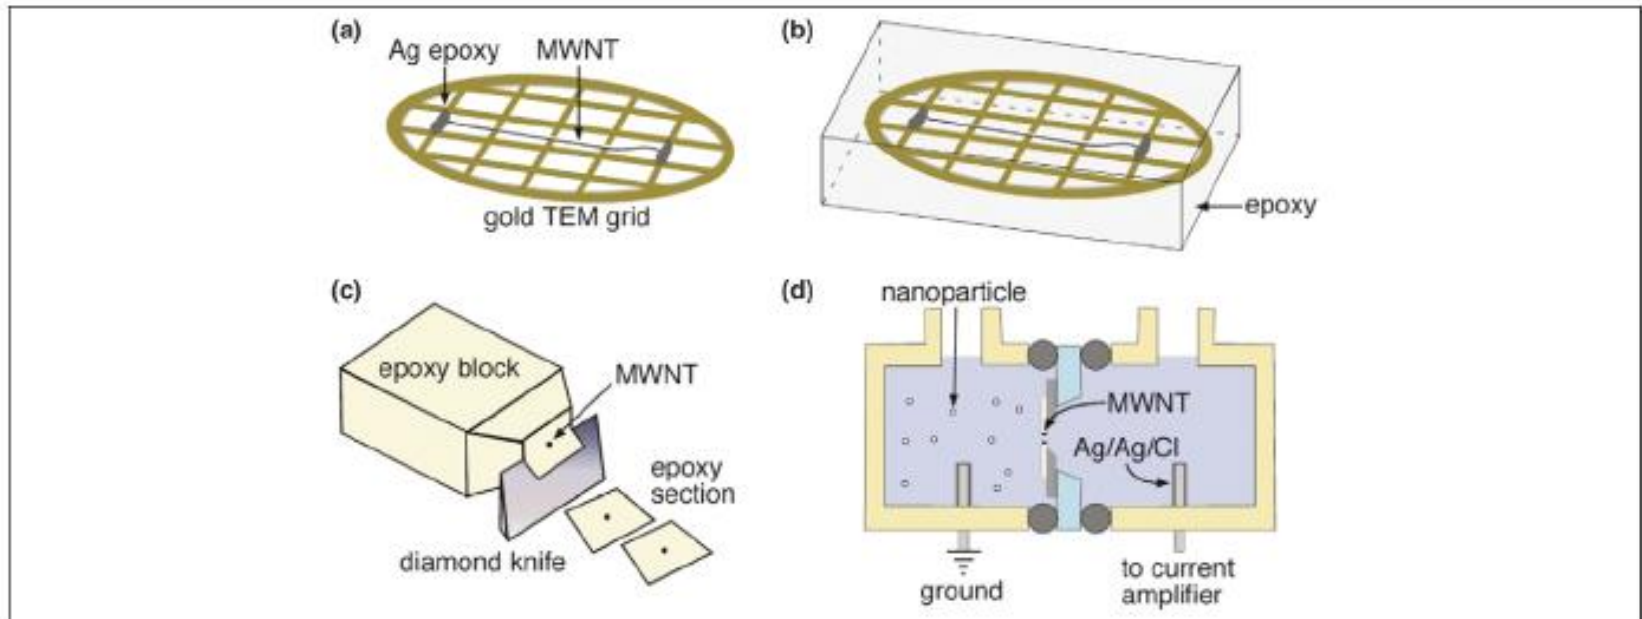 (a)
Ag epoxy
MWNT
gold TEM grid
(b)
epoxy
(c)
epoxy block
MWNT
epoxy
section
diamond knife
(d)
nanoparticle
MWNT
Ag/Ag/Cl
ground
to current
amplifier